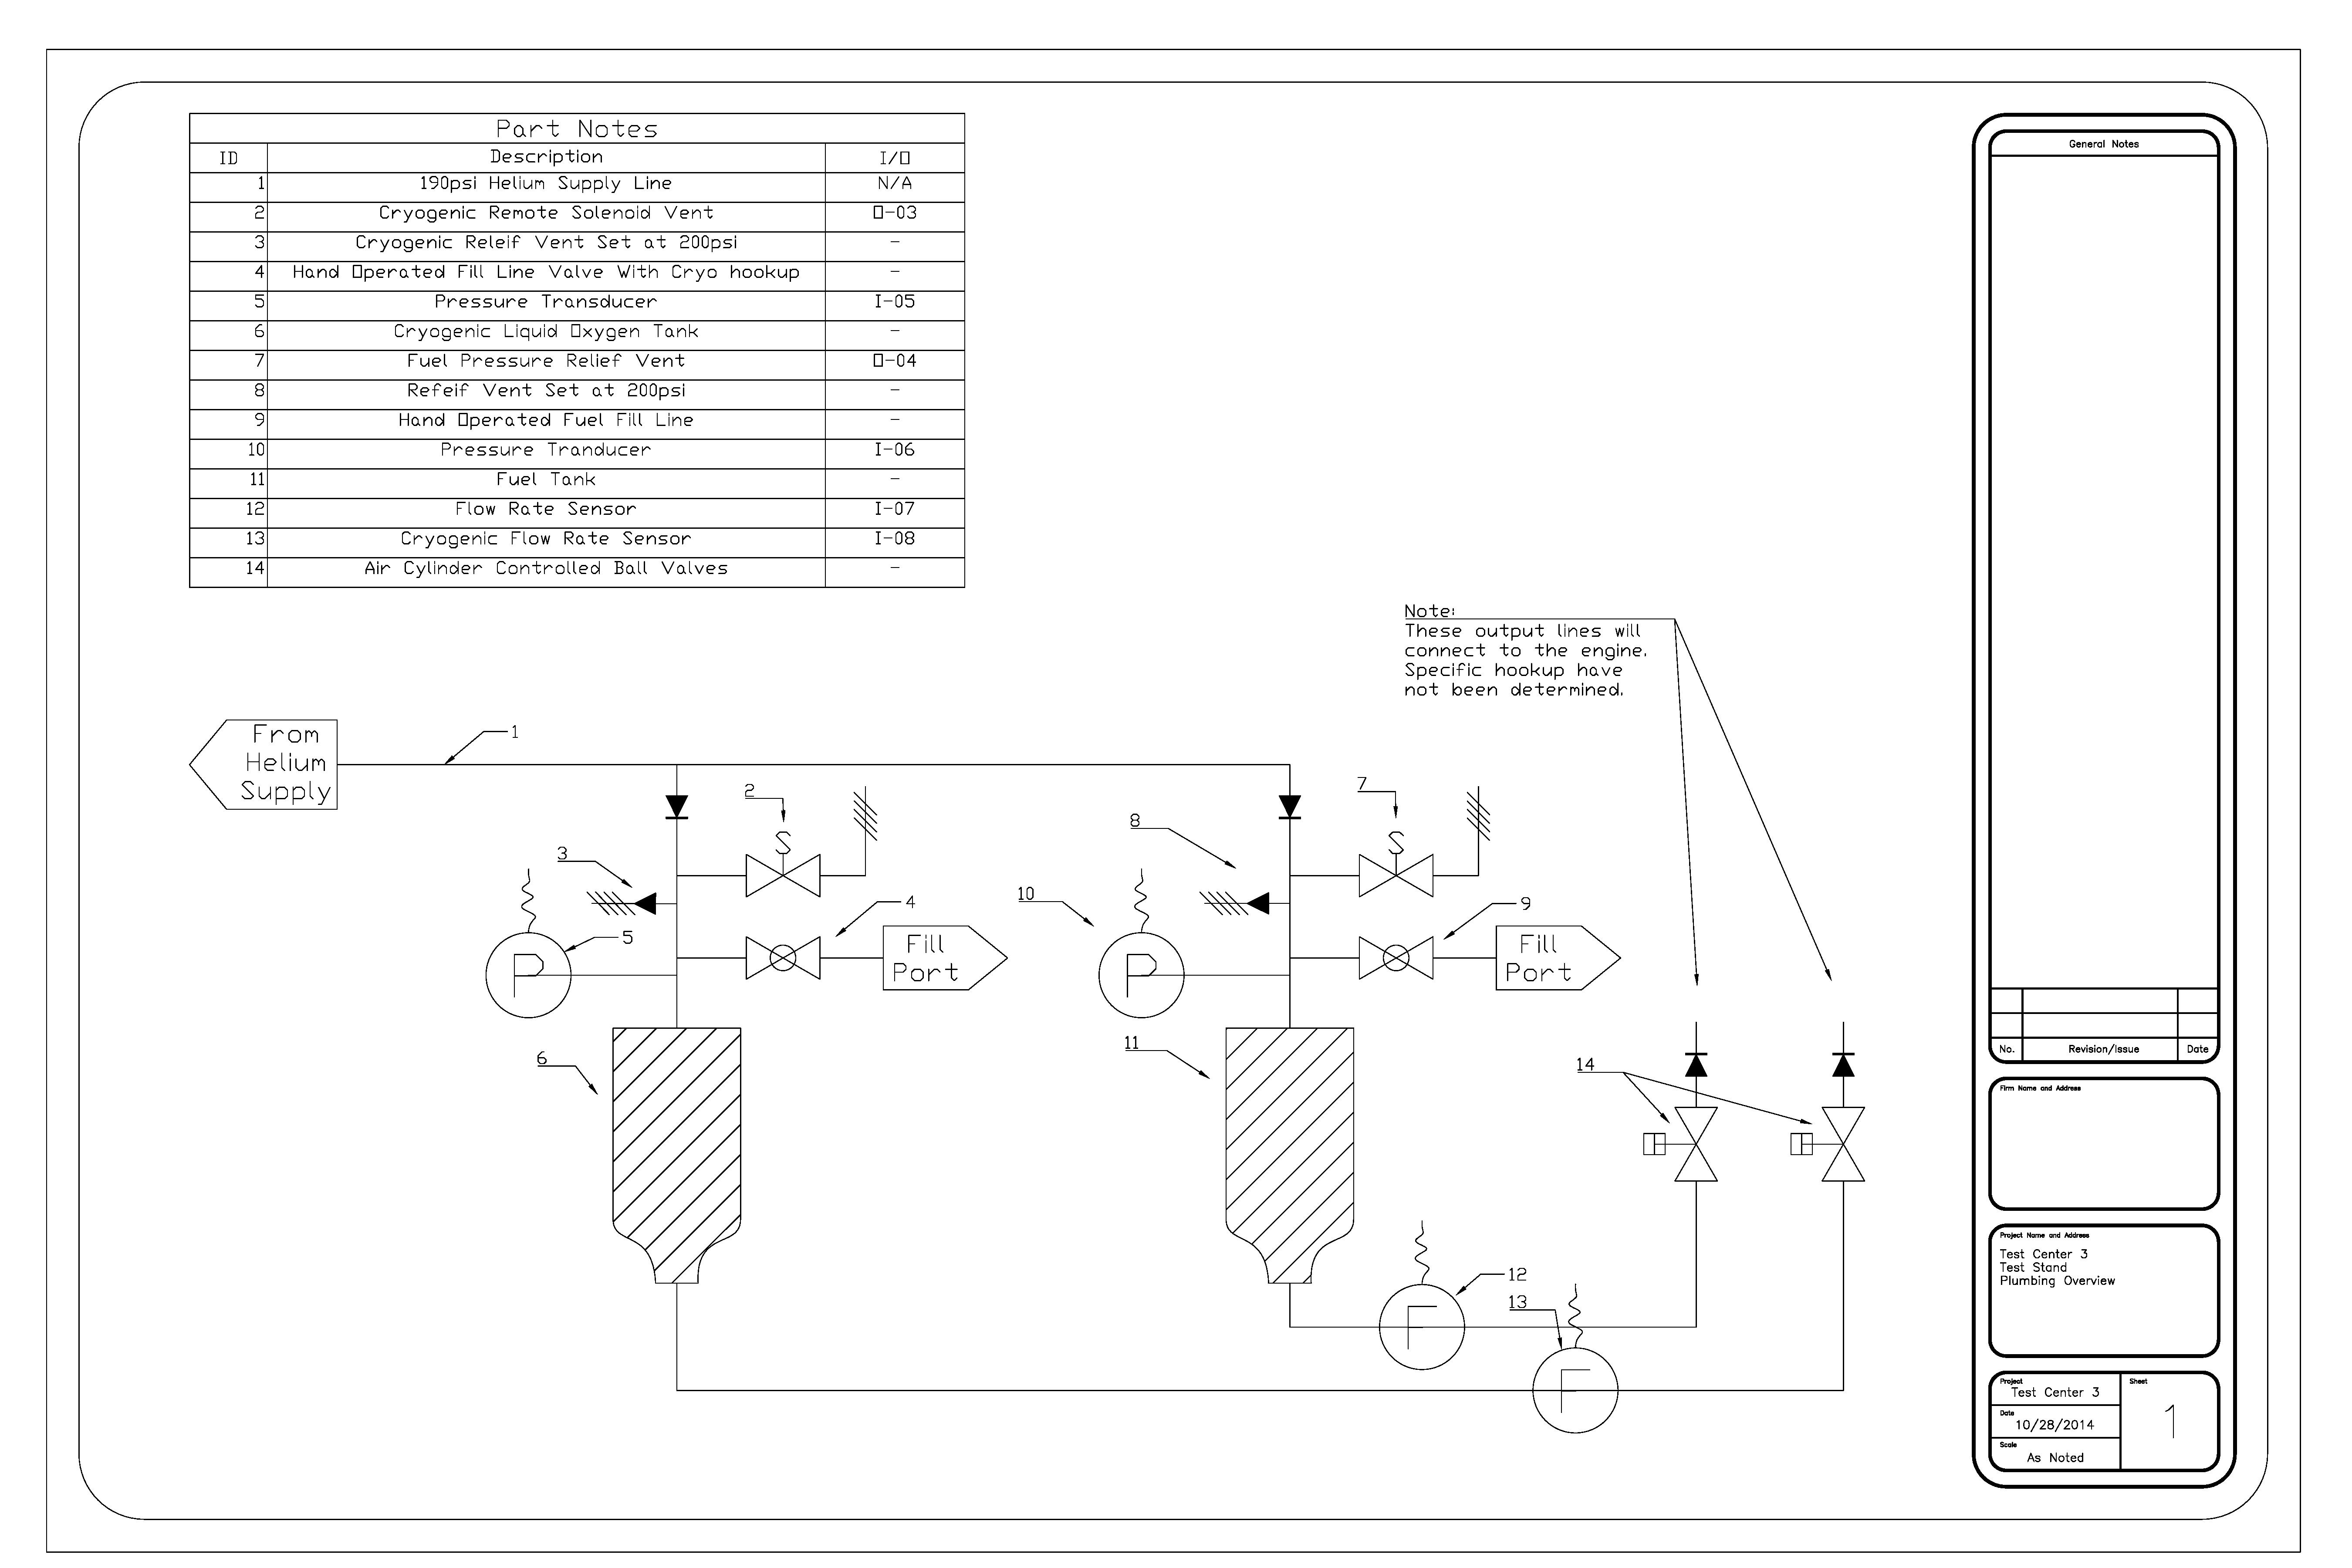 Part Notes
ID Description I/O
1 190psi Helium Supply Line N/A
2 Cryogenic Remote Solenoid Vent O-03
3 Cryogenic Releif Vent Set at 200psi -
4 Hand Operated Fill Line Valve With Cryo hookup -
5 Pressure Transducer I-05
6 Cryogenic Liquid Oxygen Tank -
7 Fuel Pressure Relief Vent O-04
8 Refeif Vent Set at 200psi -
9 Hand Operated Fuel Fill Line -
10 Pressure Tranducer I-06
11 Fuel Tank -
12 Flow Rate Sensor I-07
13 Cryogenic Flow Rate Sensor I-08
14 Air Cylinder Controlled Ball Valves -
Note:
These output lines will
connect to the engine.
Specific hookup have
not been determined.
From
Helium
Supply
1
2
S
3
4
Fill
Port
5
P
6
7
S
8
9
Fill
Port
10
P
11
12
F
13
F
14
General Notes
No. Revision/Issue Date
Firm Name and Address
Project Name and Address
Test Center 3
Test Stand
Plumbing Overview
Project
Test Center 3
Date
10/28/2014
Scale
As Noted
Sheet
1